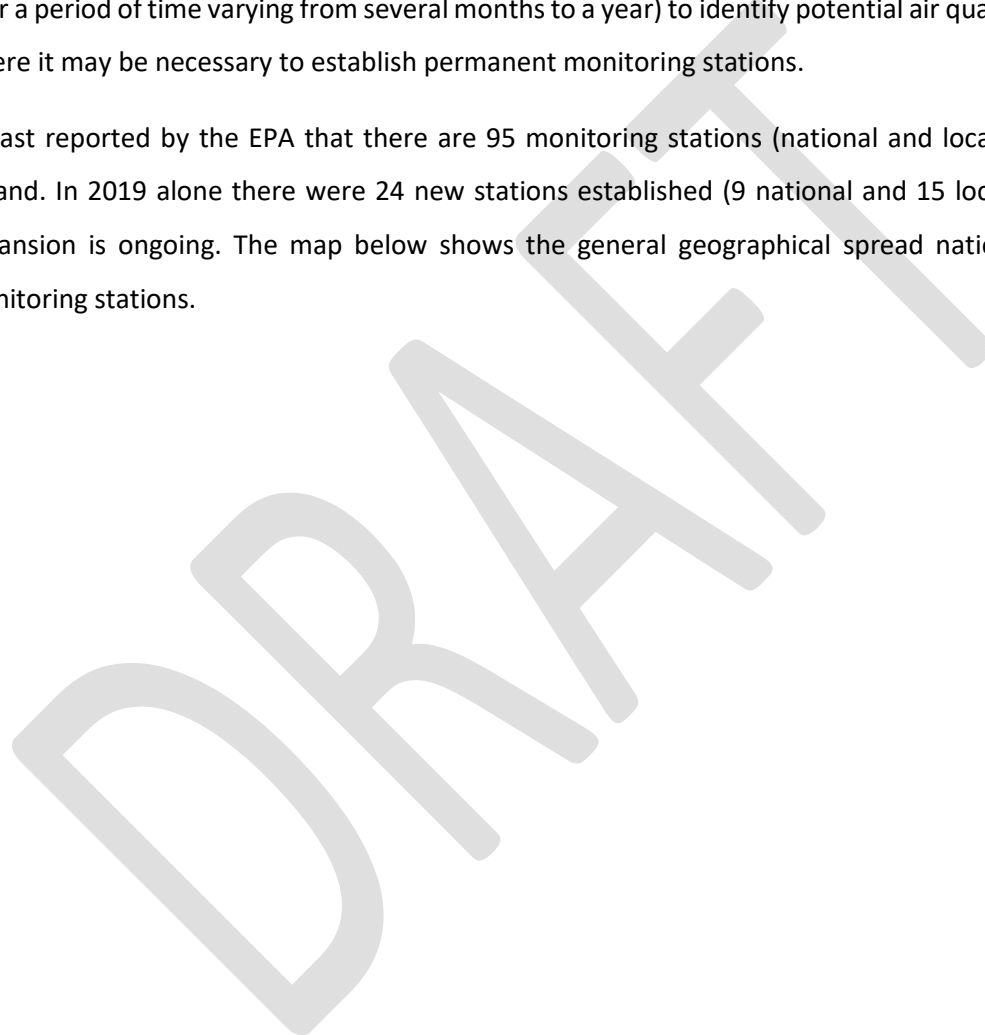 r a period of time varying from several months to a year) to identify potential air qua
ere it may be necessary to establish permanent monitoring stations.
ast reported by the EPA that there are 95 monitoring stations (national and loca
and. In 2019 alone there were 24 new stations established (9 national and 15 loc
ansion is ongoing. The map below shows the general geographical spread natio
nitoring stations.
DRAFT